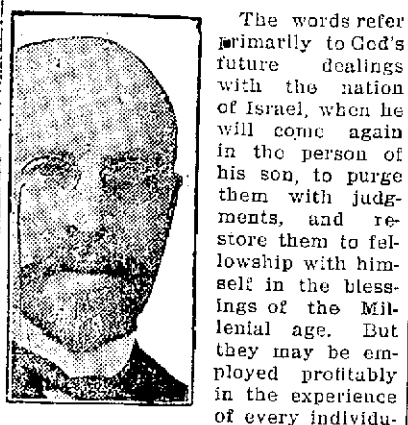 The words refer
primarily to God's
future dealings
with the nation
of Israel, when he
will come again
in the person of
his son, to purge
them with judg-
ments, and re-
store them to fel-
lowship with him-
self in the bless-
ings of the Mil-
lenial age. But
they may be em-
ployed profitably
in the experience
of every individu-